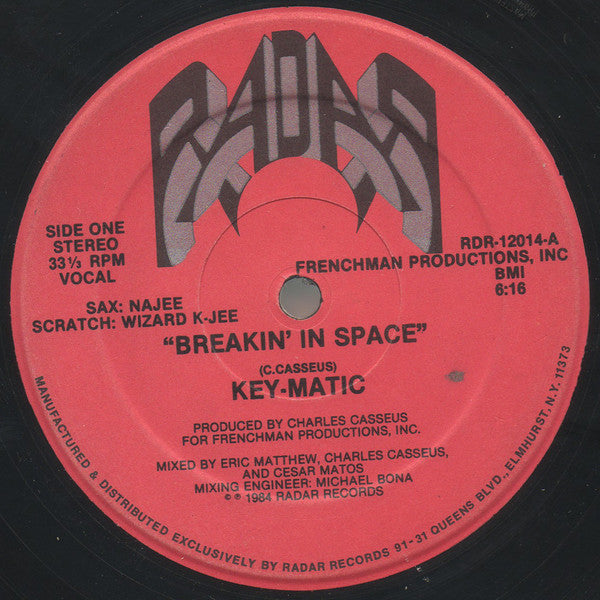 RADAR
SIDE ONE
STEREO
33⅓ RPM
VOCAL
RDR-12014-A
FRENCHMAN PRODUCTIONS, INC
BMI
6:16
SAX: NAJEE
SCRATCH: WIZARD K-JEE
“BREAKIN’ IN SPACE”
(C.CASSEUS)
KEY-MATIC
PRODUCED BY CHARLES CASSEUS
FOR FRENCHMAN PRODUCTIONS, INC.
MIXED BY ERIC MATTHEW, CHARLES CASSEUS,
AND CESAR MATOS
MIXING ENGINEER: MICHAEL BONA
© ℗ 1984 RADAR RECORDS
MANUFACTURED & DISTRIBUTED EXCLUSIVELY BY RADAR RECORDS 91-31 QUEENS BLVD., ELMHURST, N.Y. 11373